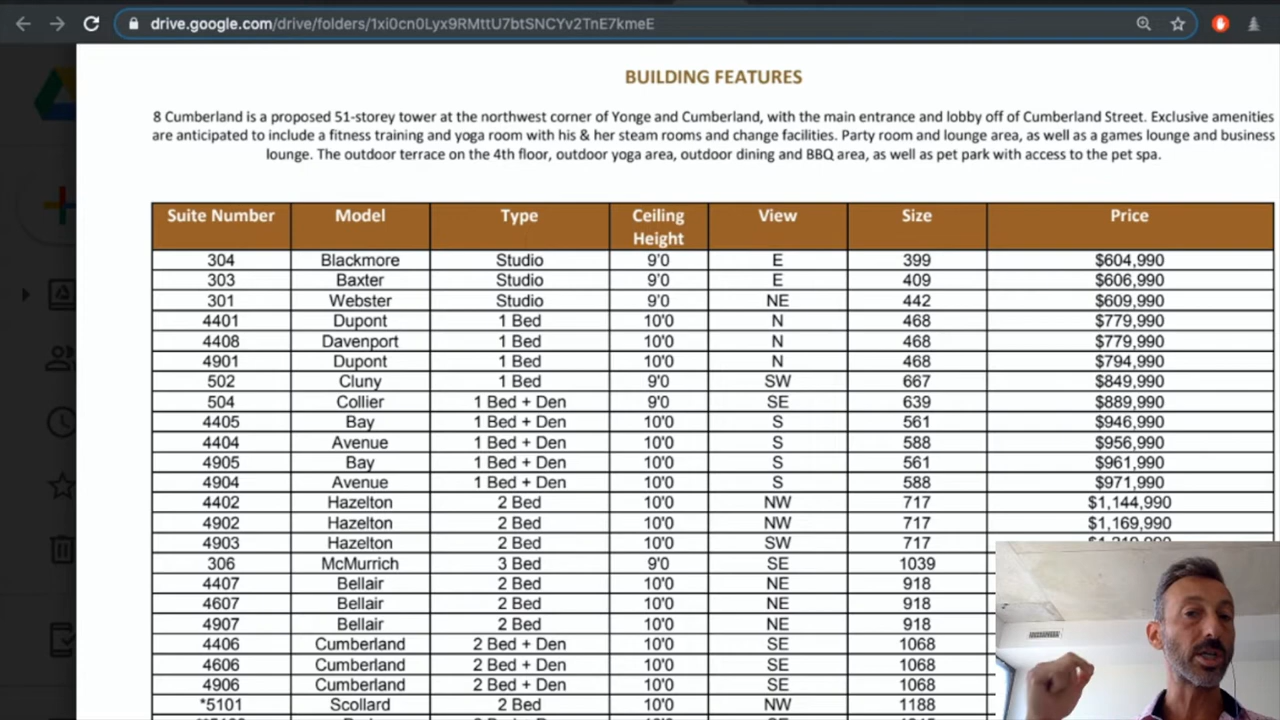 drive.google.com/drive/folders/1xi0cn0Lyx9RMttU7btSNCYv2TnE7kmeE
BUILDING FEATURES
8 Cumberland is a proposed 51-storey tower at the northwest corner of Yonge and Cumberland, with the main entrance and lobby off of Cumberland Street. Exclusive amenities
are anticipated to include a fitness training and yoga room with his & her steam rooms and change facilities. Party room and lounge area, as well as a games lounge and business
lounge. The outdoor terrace on the 4th floor, outdoor yoga area, outdoor dining and BBQ area, as well as pet park with access to the pet spa.
Suite Number Model Type Ceiling Height View Size Price
304 Blackmore Studio 9'0 E 399 $604,990
303 Baxter Studio 9'0 E 409 $606,990
301 Webster Studio 9'0 NE 442 $609,990
4401 Dupont 1 Bed 10'0 N 468 $779,990
4408 Davenport 1 Bed 10'0 N 468 $779,990
4901 Dupont 1 Bed 10'0 N 468 $794,990
502 Cluny 1 Bed 9'0 SW 667 $849,990
504 Collier 1 Bed + Den 9'0 SE 639 $889,990
4405 Bay 1 Bed + Den 10'0 S 561 $946,990
4404 Avenue 1 Bed + Den 10'0 S 588 $956,990
4905 Bay 1 Bed + Den 10'0 S 561 $961,990
4904 Avenue 1 Bed + Den 10'0 S 588 $971,990
4402 Hazelton 2 Bed 10'0 NW 717 $1,144,990
4902 Hazelton 2 Bed 10'0 NW 717 $1,169,990
4903 Hazelton 2 Bed 10'0 SW 717
306 McMurrich 3 Bed 9'0 SE 1039
4407 Bellair 2 Bed 10'0 NE 918
4607 Bellair 2 Bed 10'0 NE 918
4907 Bellair 2 Bed 10'0 NE 918
4406 Cumberland 2 Bed + Den 10'0 SE 1068
4606 Cumberland 2 Bed + Den 10'0 SE 1068
4906 Cumberland 2 Bed + Den 10'0 SE 1068
*5101 Scollard 2 Bed 10'0 NW 1188